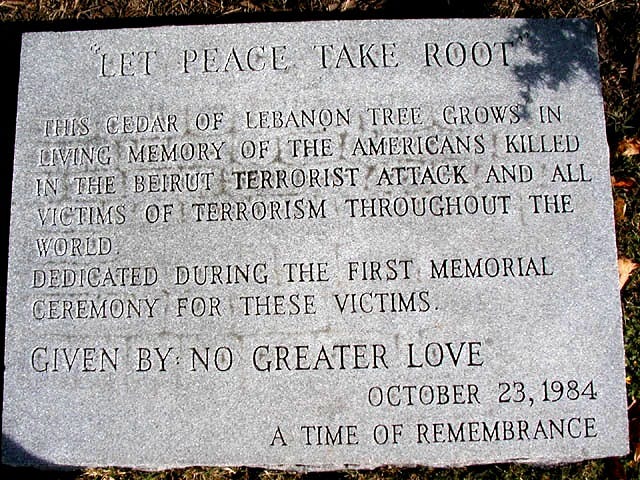 "LET PEACE TAKE ROOT"
THIS CEDAR OF LEBANON TREE GROWS IN
LIVING MEMORY OF THE AMERICANS KILLED
IN THE BEIRUT TERRORIST ATTACK AND ALL
VICTIMS OF TERRORISM THROUGHOUT THE
WORLD.
DEDICATED DURING THE FIRST MEMORIAL
CEREMONY FOR THESE VICTIMS.
GIVEN BY: NO GREATER LOVE
OCTOBER 23, 1984
A TIME OF REMEMBRANCE